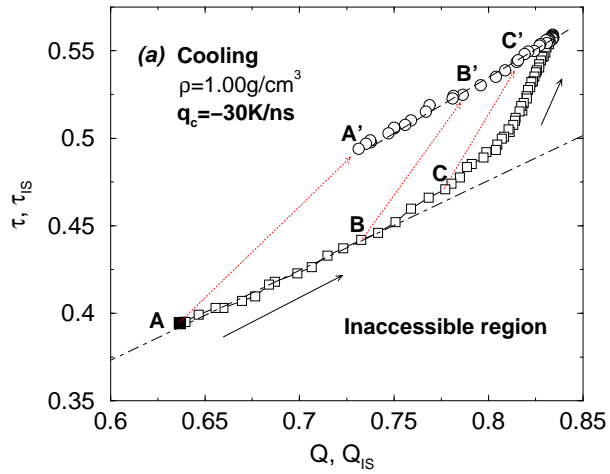 (a) Cooling
ρ=1.00g/cm³
q_c=−30K/ns
A'
B'
C'
A
B
C
Inaccessible region
0.55
0.5
0.45
0.4
0.35
τ, τ_IS
0.6 0.65 0.7 0.75 0.8 0.85
Q, Q_IS